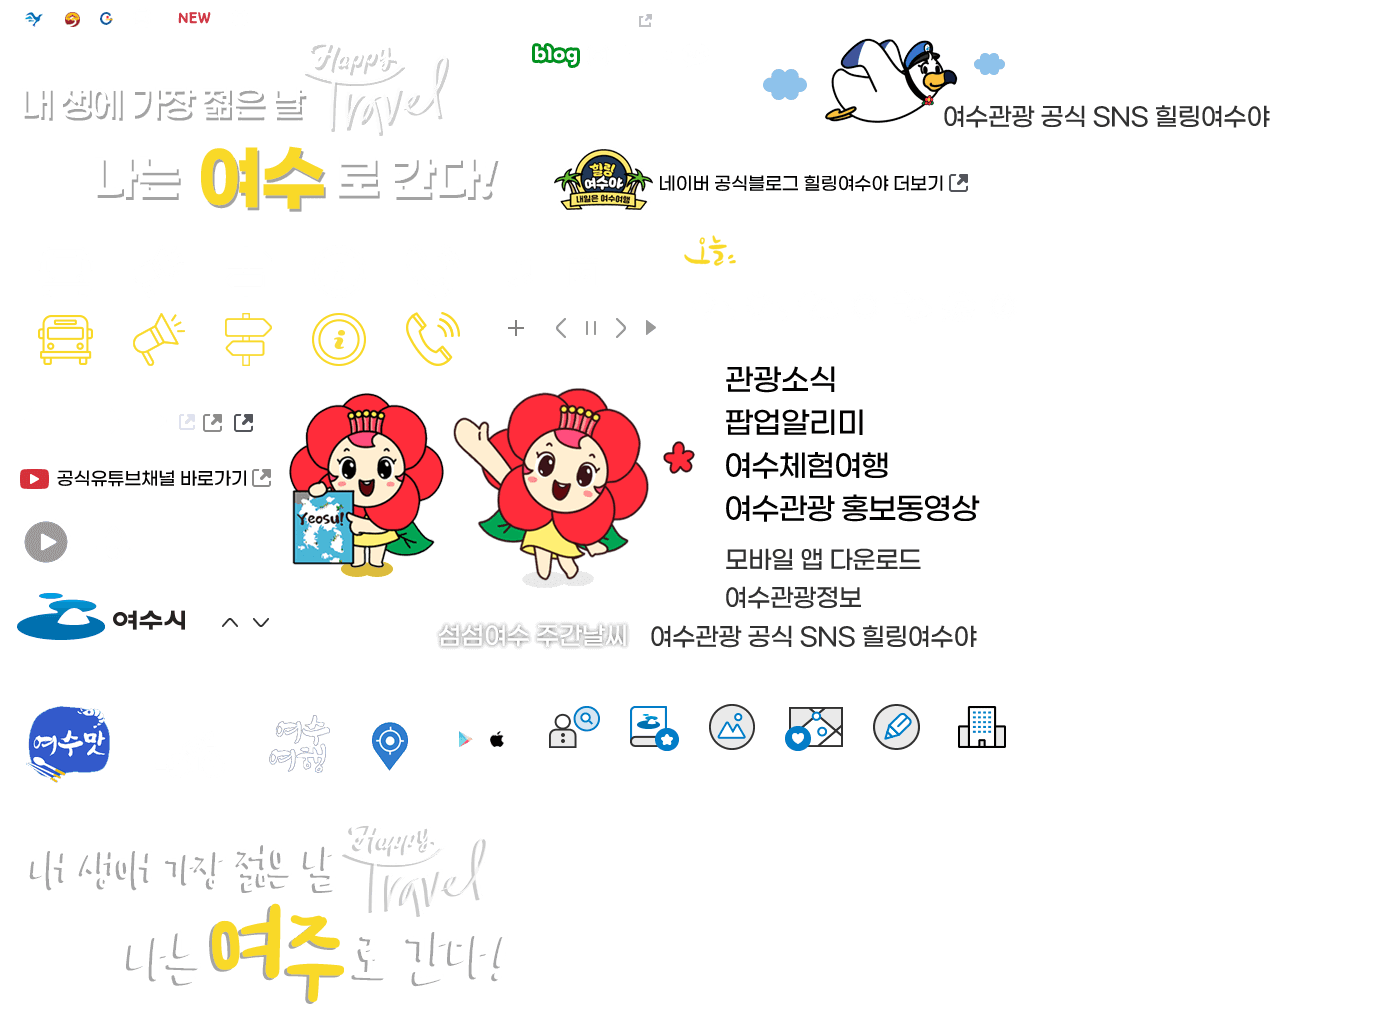 NEW
Happy
Travel
내 생에 가장 젊은 날
나는 여수로 간다!
blog
여수관광 공식 SNS 힐링여수야
힐링
여수야
내일은 여수여행
네이버 공식블로그 힐링여수야 더보기
오늘
관광소식
팝업알리미
여수체험여행
여수관광 홍보동영상
공식유튜브채널 바로가기
Yeosu!
모바일 앱 다운로드
여수관광정보
여수시
섬섬여수 주간날씨
여수관광 공식 SNS 힐링여수야
여수맛
여수
여행
Happy
Travel
내 생애 가장 젊은 날
나는 여주로 간다!